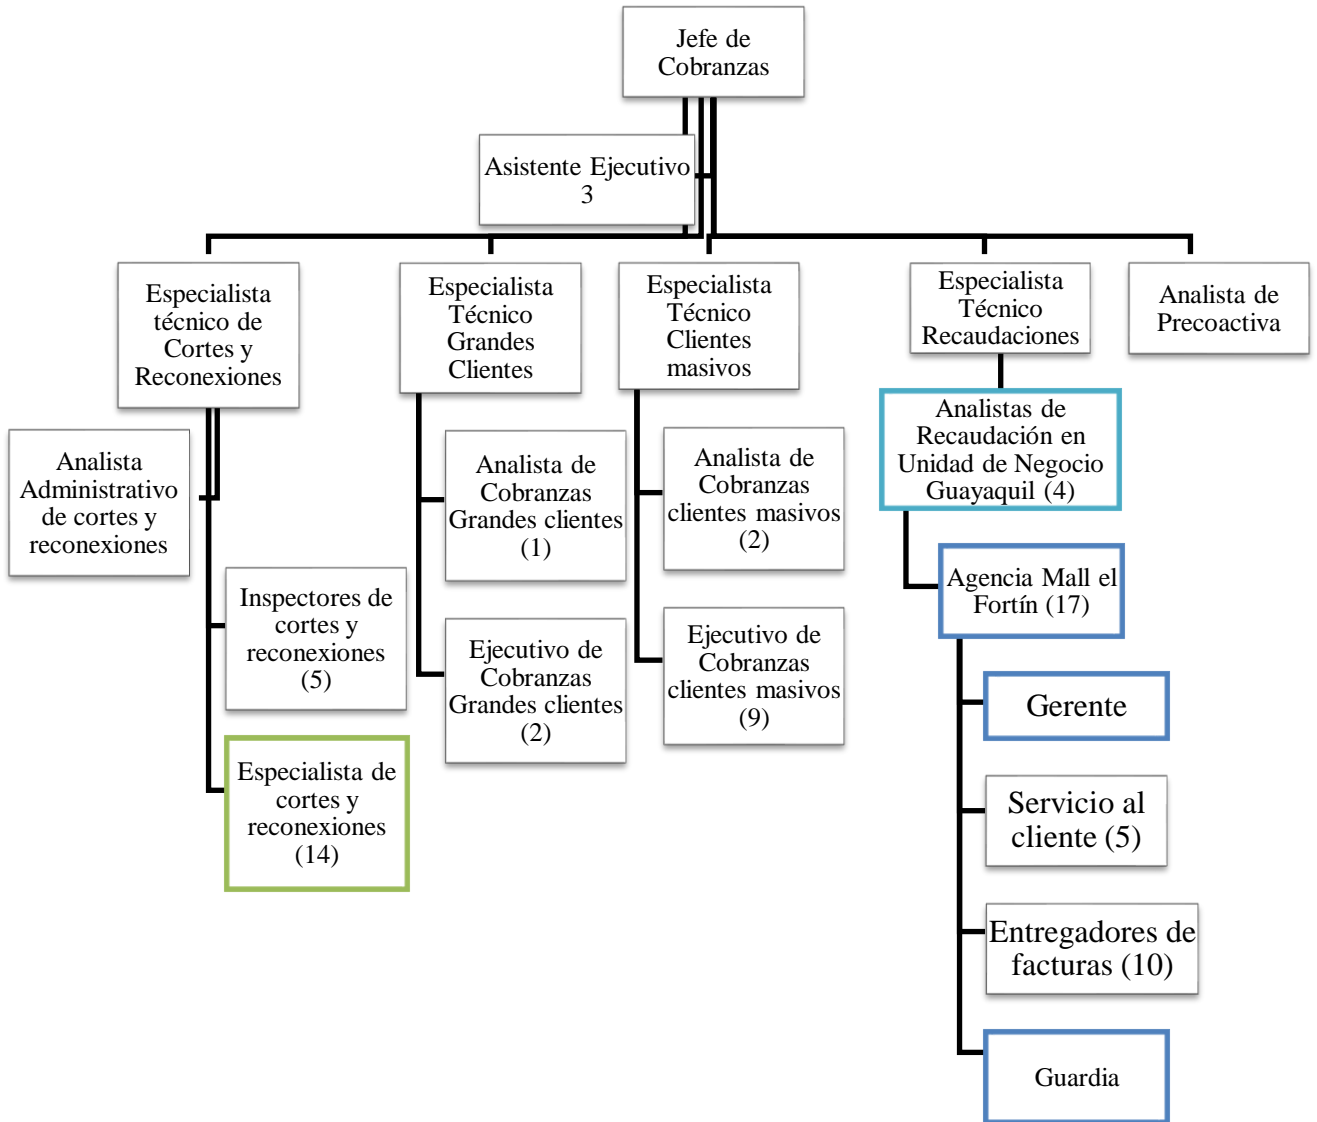 Jefe de
Cobranzas
Asistente Ejecutivo
3
Especialista
técnico de
Cortes y
Reconexiones
Especialista
Técnico
Grandes
Clientes
Especialista
Técnico
Clientes
masivos
Especialista
Técnico
Recaudaciones
Analista de
Precoactiva
Analista
Administrativo
de cortes y
reconexiones
Inspectores de
cortes y
reconexiones
(5)
Especialista de
cortes y
reconexiones
(14)
Analista de
Cobranzas
Grandes clientes
(1)
Ejecutivo de
Cobranzas
Grandes clientes
(2)
Analista de
Cobranzas
clientes masivos
(2)
Ejecutivo de
Cobranzas
clientes masivos
(9)
Analistas de
Recaudación en
Unidad de Negocio
Guayaquil (4)
Agencia Mall el
Fortín (17)
Gerente
Servicio al
cliente (5)
Entregadores de
facturas (10)
Guardia